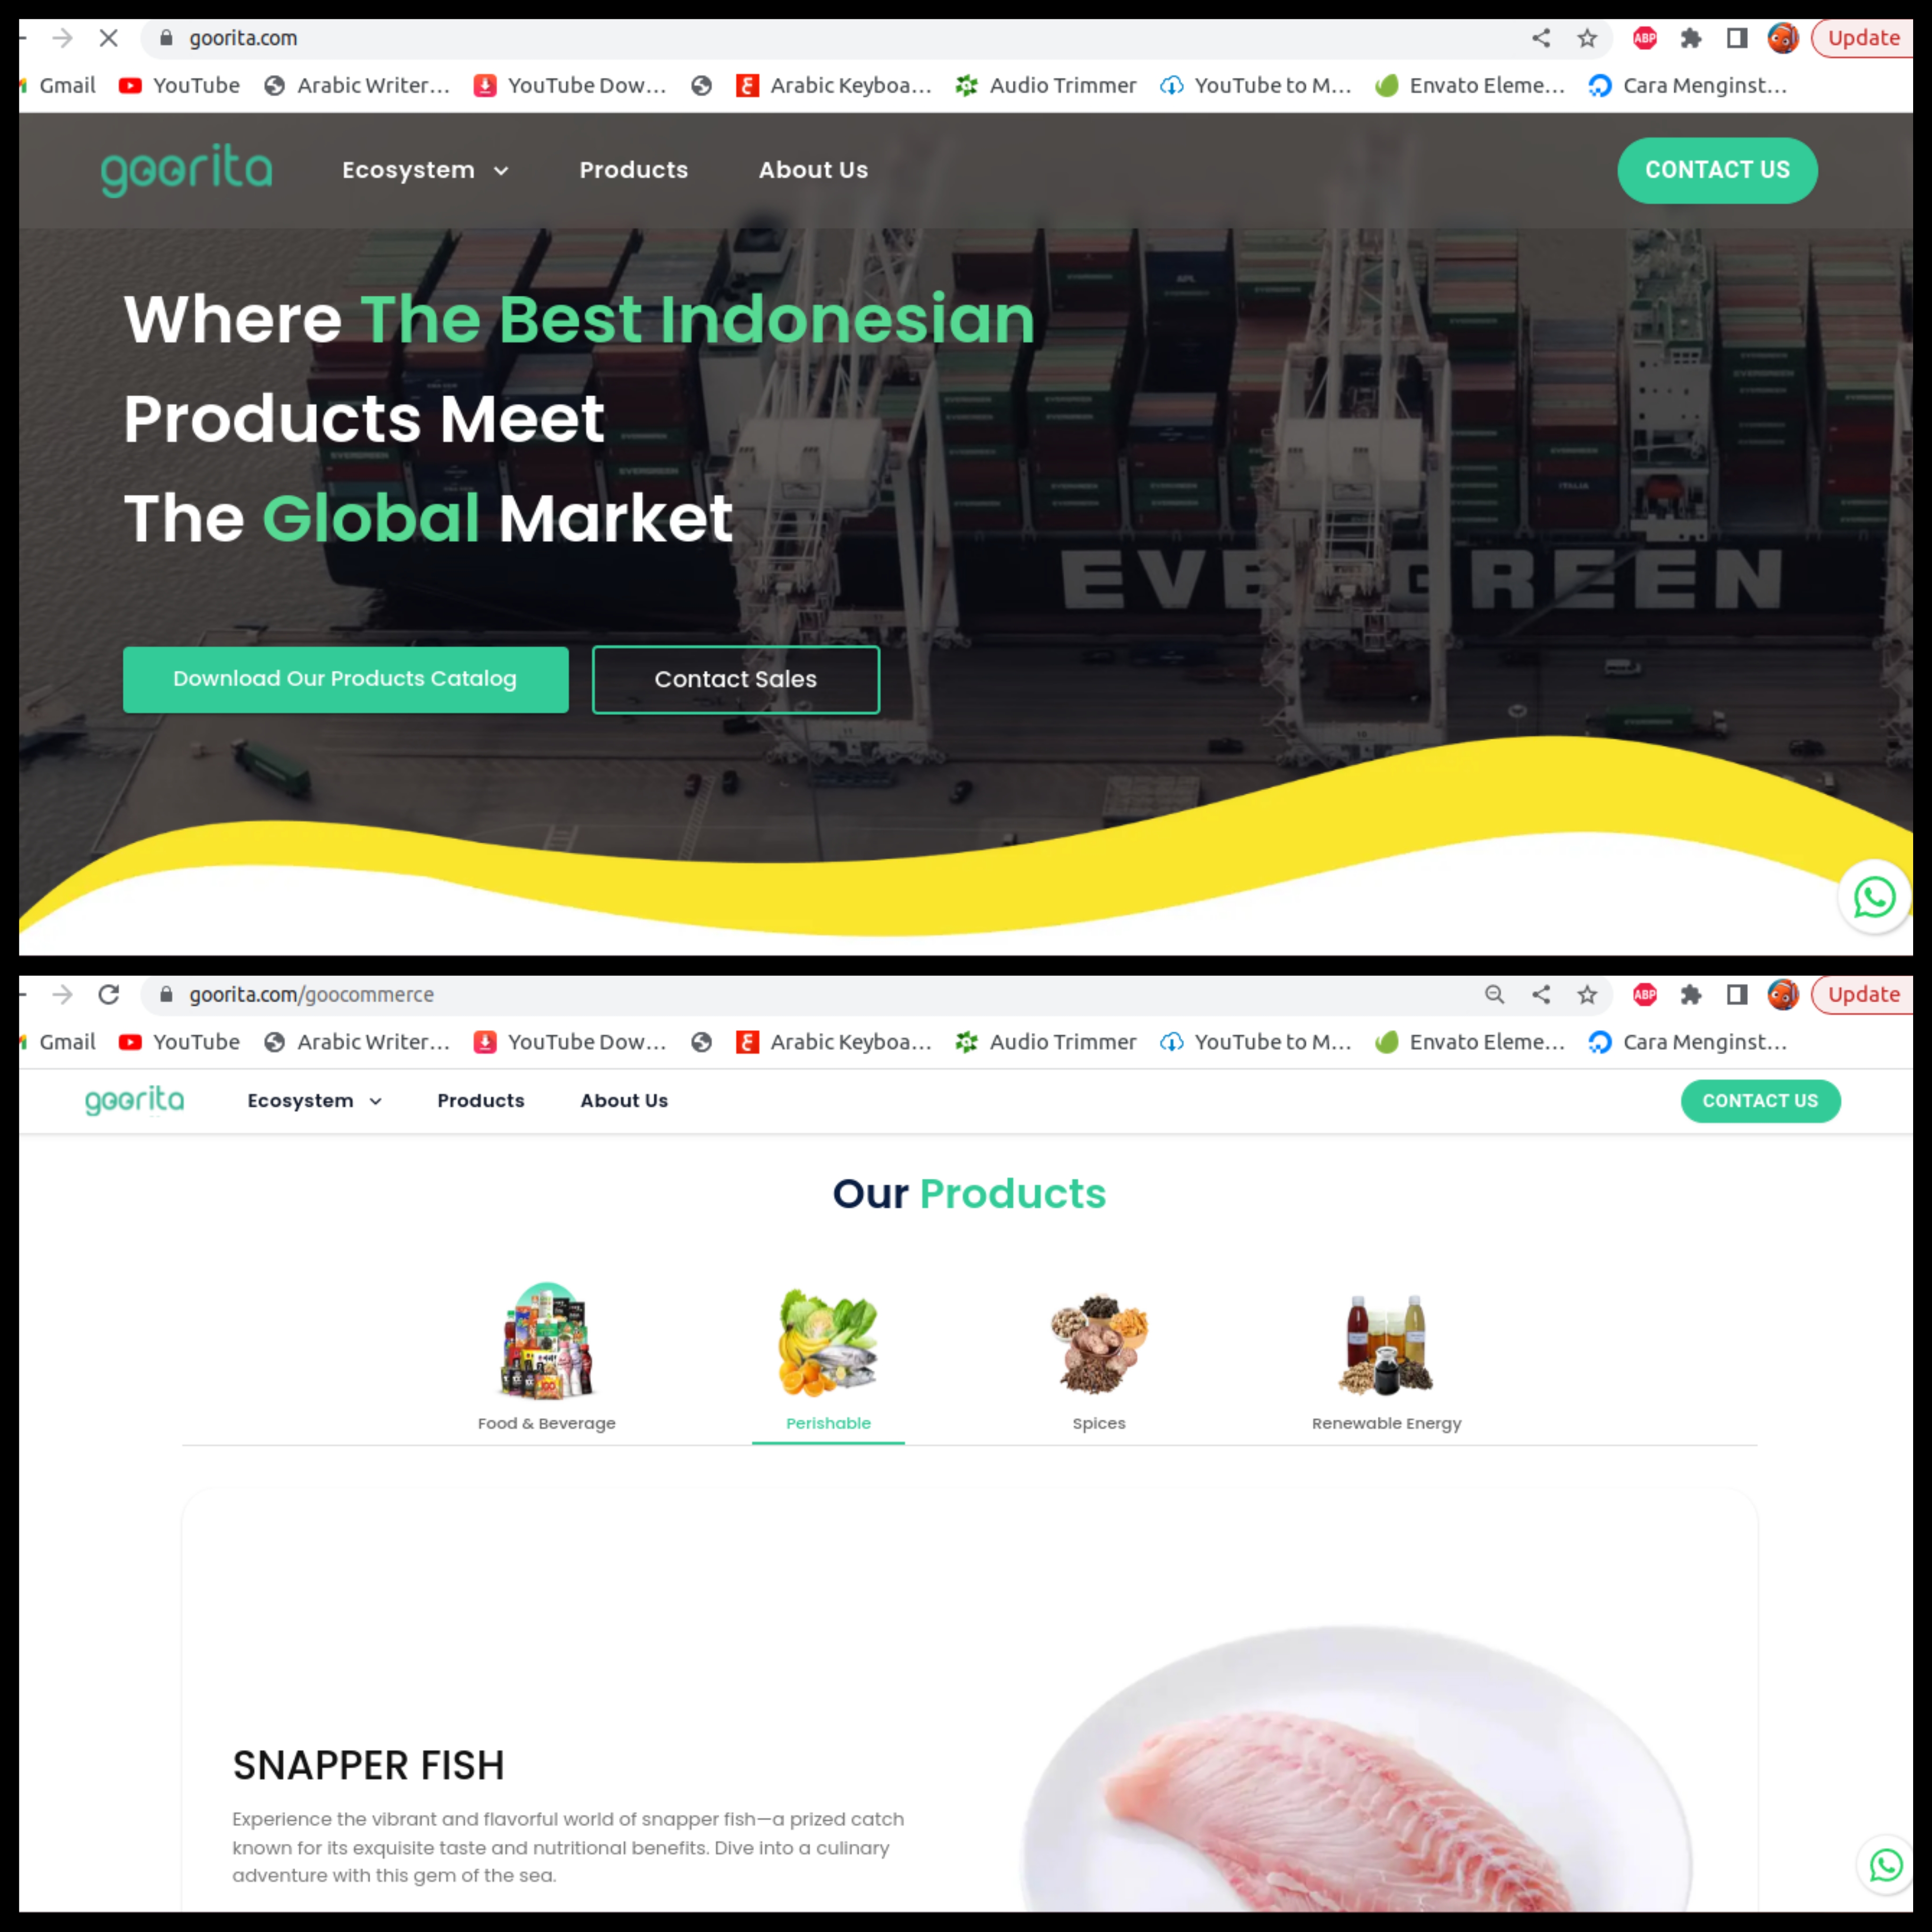 goorita.com
Update
Gmail YouTube Arabic Writer... YouTube Dow... Arabic Keyboa... Audio Trimmer YouTube to M... Envato Eleme... Cara Menginst...
goorita Ecosystem Products About Us CONTACT US
Where The Best Indonesian
Products Meet
The Global Market
EVERGREEN
Download Our Products Catalog Contact Sales
goorita.com/goocommerce
Update
Gmail YouTube Arabic Writer... YouTube Dow... Arabic Keyboa... Audio Trimmer YouTube to M... Envato Eleme... Cara Menginst...
goorita Ecosystem Products About Us CONTACT US
Our Products
Food & Beverage Perishable Spices Renewable Energy
SNAPPER FISH
Experience the vibrant and flavorful world of snapper fish—a prized catch
known for its exquisite taste and nutritional benefits. Dive into a culinary
adventure with this gem of the sea.